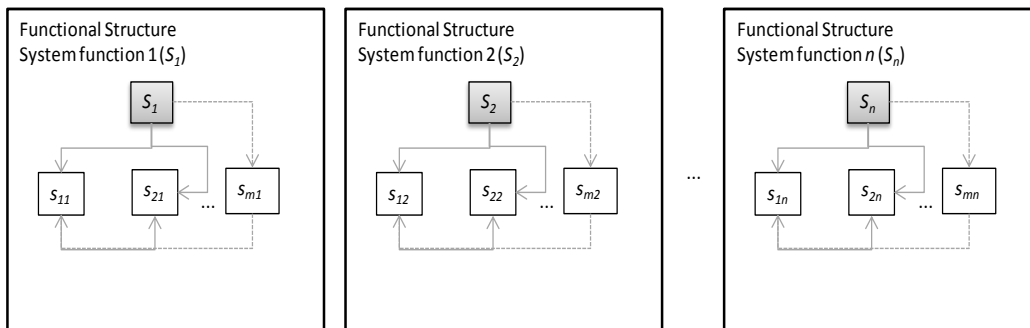 Functional Structure
System function 1 (S1)
S1
s11
s21
...
sm1
Functional Structure
System function 2 (S2)
S2
s12
s22
...
sm2
...
Functional Structure
System function n (Sn)
Sn
s1n
s2n
...
smn